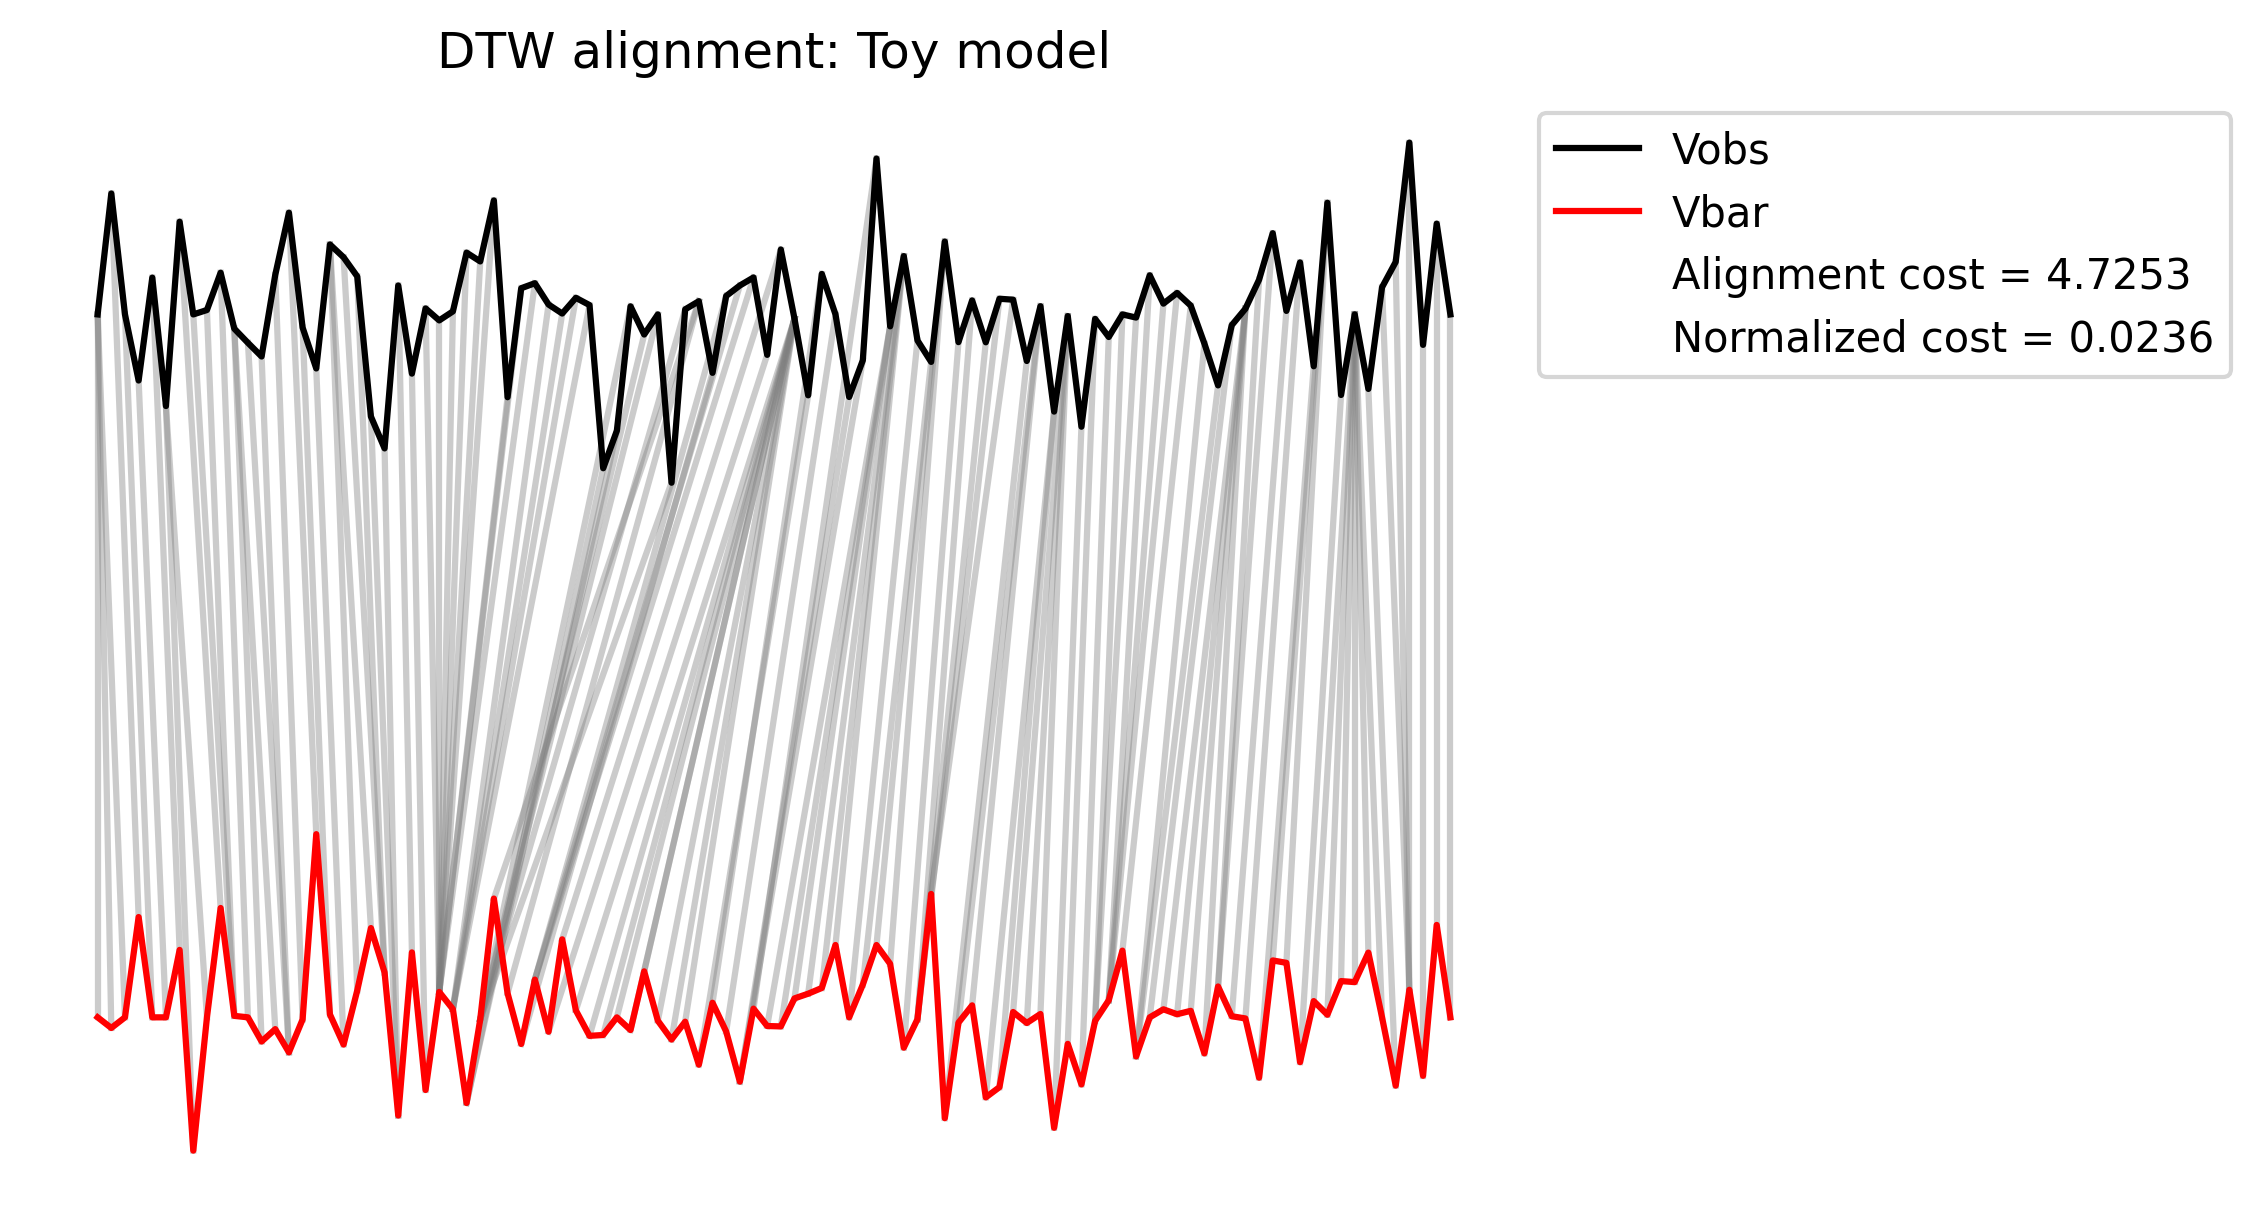 DTW alignment: Toy model
Vobs
Vbar
Alignment cost = 4.7253
Normalized cost = 0.0236